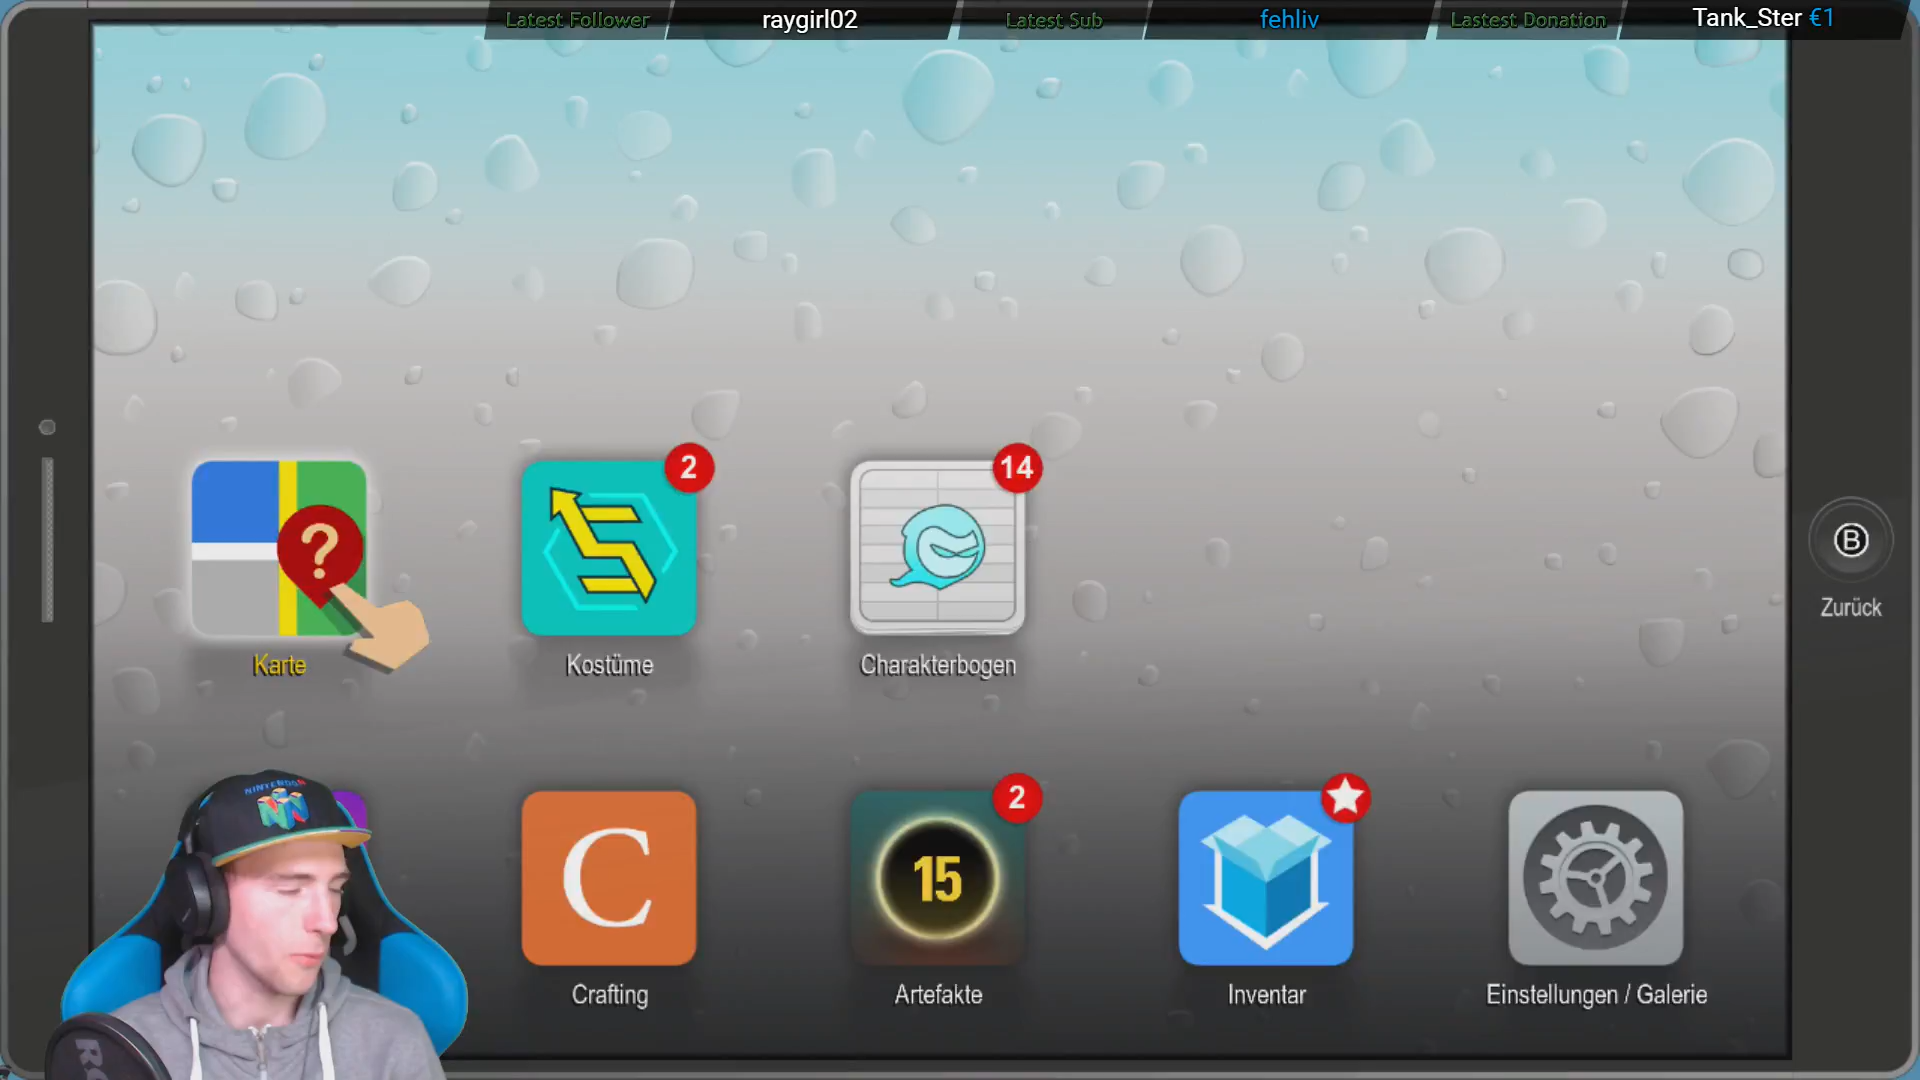 Latest Follower raygirl02 Latest Sub fehliv Lastest Donation Tank_Ster €1
2 14
?
B
Zurück
Karte Kostüme Charakterbogen
NINTENDO
N
2
C 15
Crafting Artefakte Inventar Einstellungen / Galerie